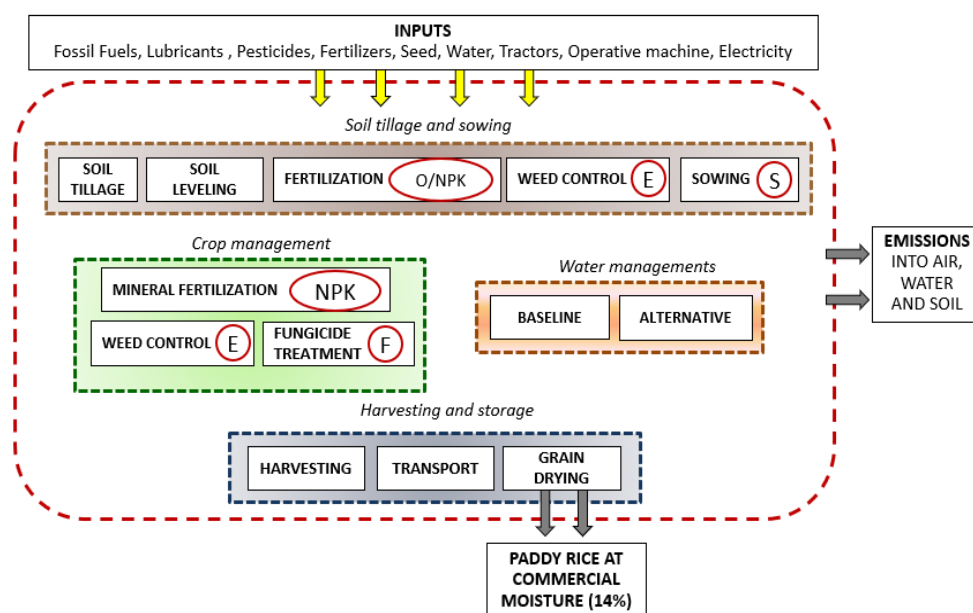 INPUTS
Fossil Fuels, Lubricants , Pesticides, Fertilizers, Seed, Water, Tractors, Operative machine, Electricity
Soil tillage and sowing
SOIL
TILLAGE
SOIL
LEVELING
FERTILIZATION
O/NPK
WEED CONTROL
E
SOWING
S
Crop management
MINERAL FERTILIZATION
NPK
WEED CONTROL
E
FUNGICIDE
TREATMENT
F
Water managements
BASELINE
ALTERNATIVE
EMISSIONS
INTO AIR,
WATER
AND SOIL
Harvesting and storage
HARVESTING
TRANSPORT
GRAIN
DRYING
PADDY RICE AT
COMMERCIAL
MOISTURE (14%)